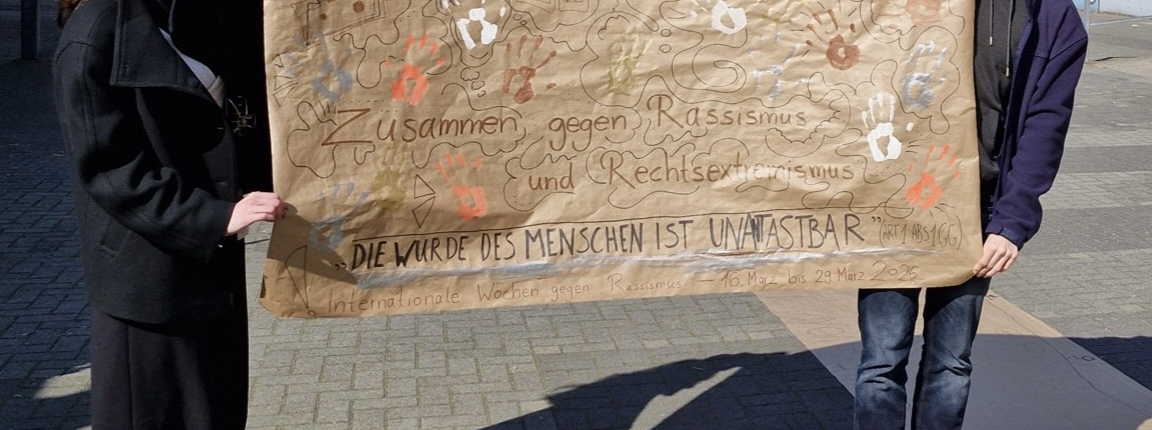 Zusammen gegen Rassismus
und Rechtsextremismus
„DIE WÜRDE DES MENSCHEN IST UNANTASTBAR" (ART 1 ABS 1 GG)
Internationale Wochen gegen Rassismus – 16. März bis 29. März 2025